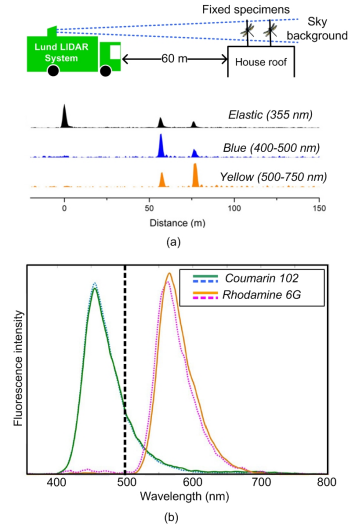 Fixed specimens
Sky
background
Lund LIDAR
System
60 m
House roof
Elastic (355 nm)
Blue (400-500 nm)
Yellow (500-750 nm)
0 50 100 150
Distance (m)
(a)
Coumarin 102
Rhodamine 6G
Fluorescence intensity
300 400 500 600 700 800
Wavelength (nm)
(b)